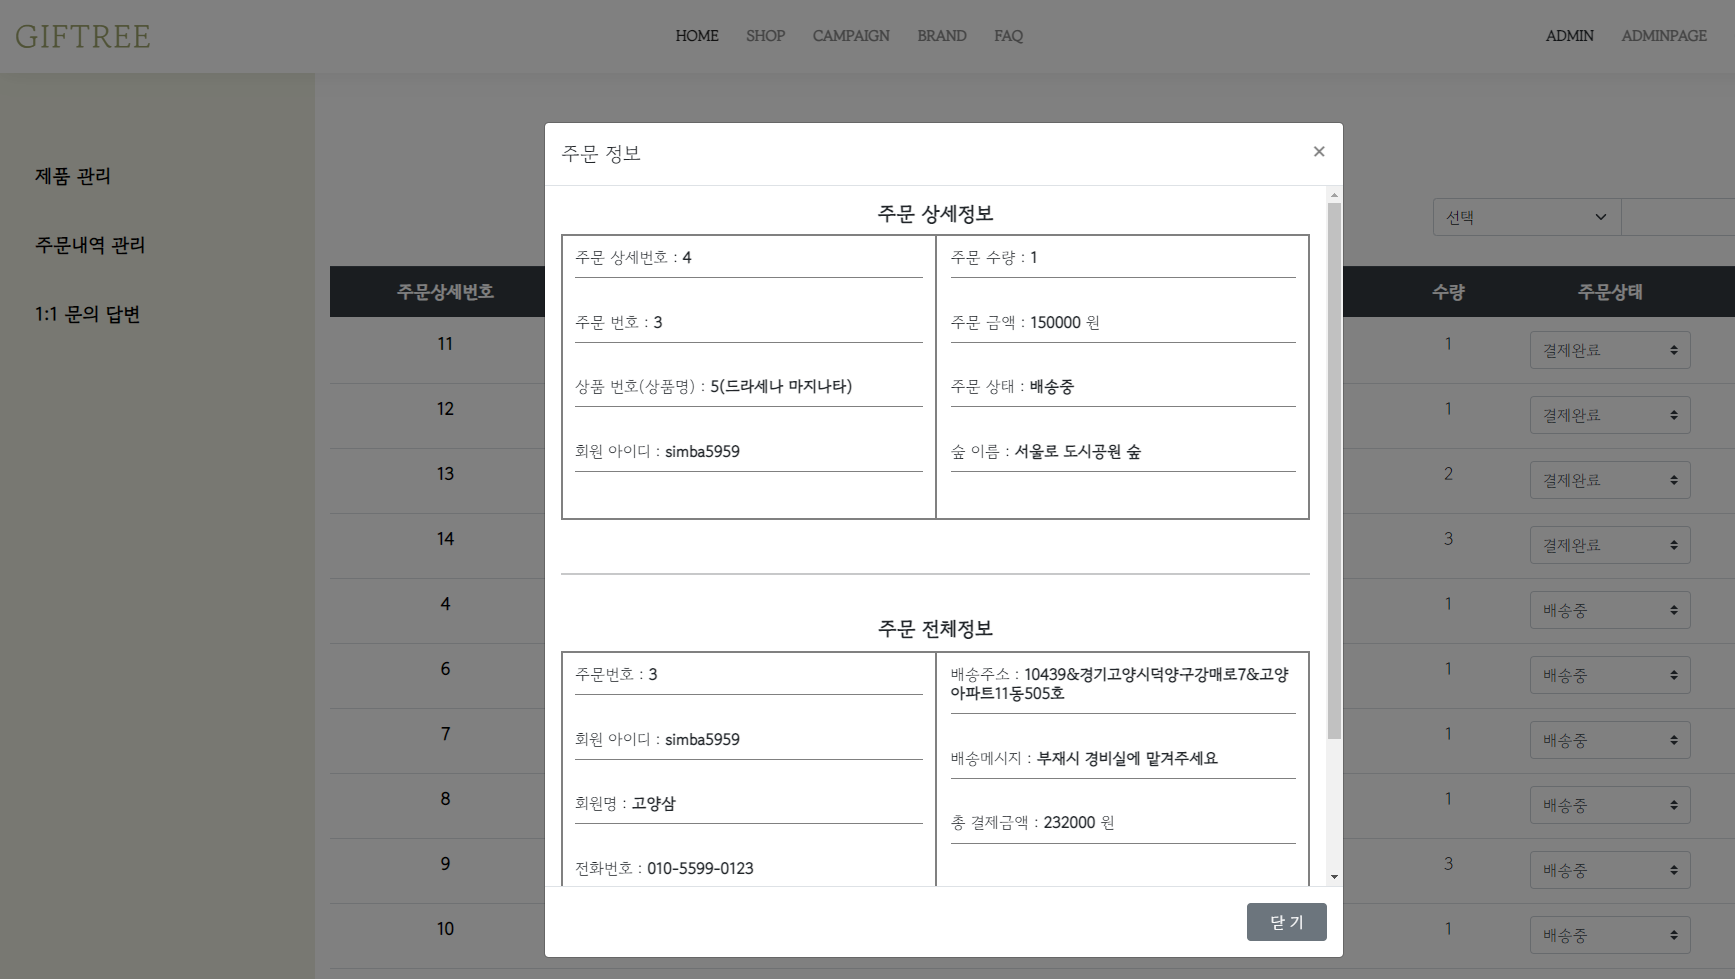 GIFTREE
HOME SHOP CAMPAIGN BRAND FAQ
ADMIN ADMINPAGE
제품 관리
주문내역 관리
1:1 문의 답변
선택
주문상세번호 수량 주문상태
11 1 결제완료
12 1 결제완료
13 2 결제완료
14 3 결제완료
4 1 배송중
6 1 배송중
7 1 배송중
8 1 배송중
9 3 배송중
10 1 배송중
주문 정보 ×
주문 상세정보
주문 상세번호 : 4
주문 번호 : 3
상품 번호(상품명) : 5(드라세나 마지나타)
회원 아이디 : simba5959
주문 수량 : 1
주문 금액 : 150000 원
주문 상태 : 배송중
숲 이름 : 서울로 도시공원 숲
주문 전체정보
주문번호 : 3
회원 아이디 : simba5959
회원명 : 고양삼
전화번호 : 010-5599-0123
배송주소 : 10439&경기고양시덕양구강매로7&고양
아파트11동505호
배송메시지 : 부재시 경비실에 맡겨주세요
총 결제금액 : 232000 원
닫 기